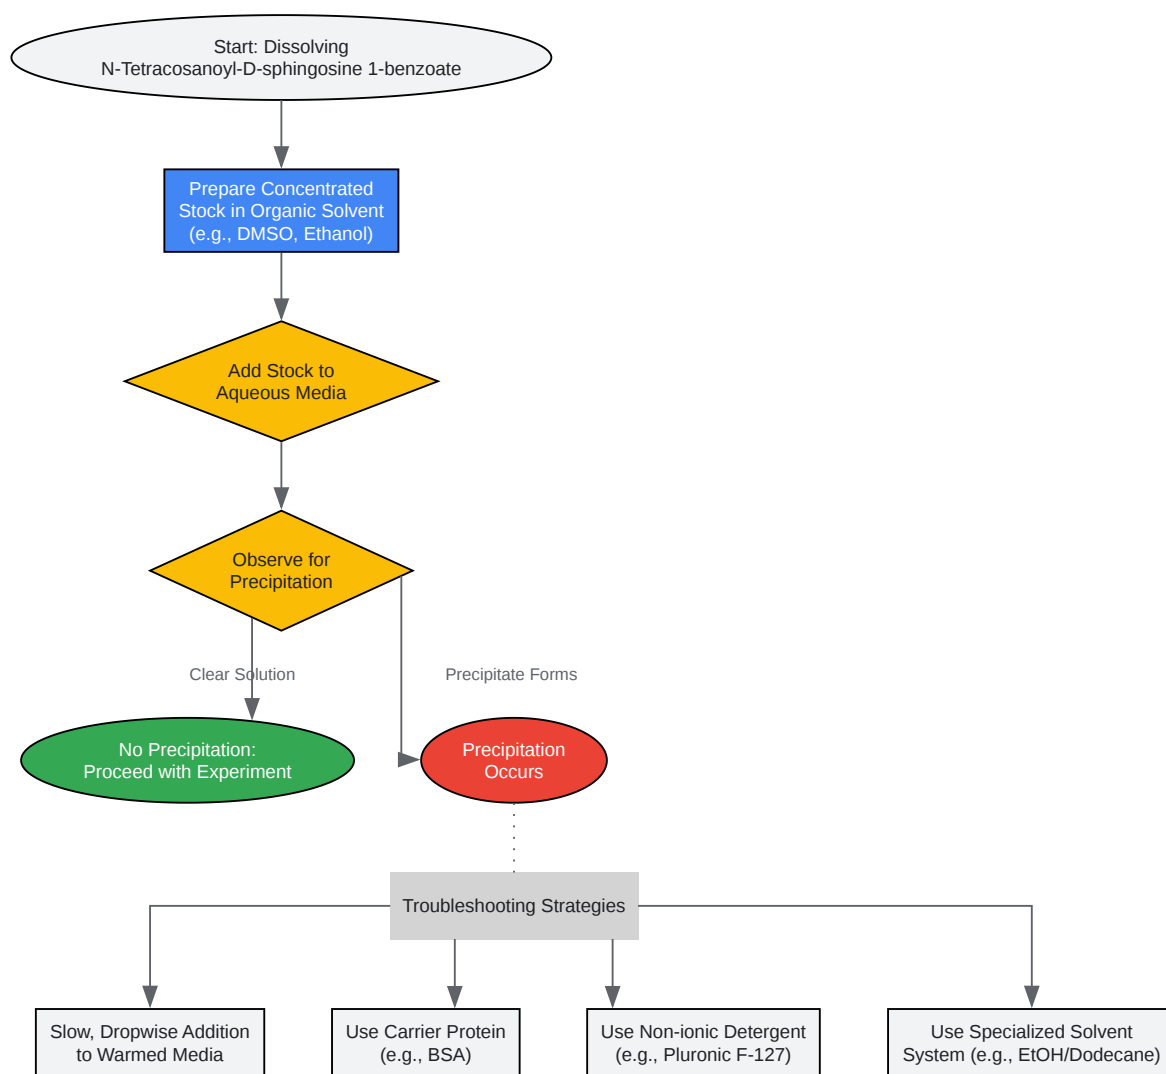 Start: Dissolving
N-Tetracosanoyl-D-sphingosine 1-benzoate
Prepare Concentrated
Stock in Organic Solvent
(e.g., DMSO, Ethanol)
Add Stock to
Aqueous Media
Observe for
Precipitation
Clear Solution
Precipitate Forms
No Precipitation:
Proceed with Experiment
Precipitation
Occurs
Troubleshooting Strategies
Slow, Dropwise Addition
to Warmed Media
Use Carrier Protein
(e.g., BSA)
Use Non-ionic Detergent
(e.g., Pluronic F-127)
Use Specialized Solvent
System (e.g., EtOH/Dodecane)